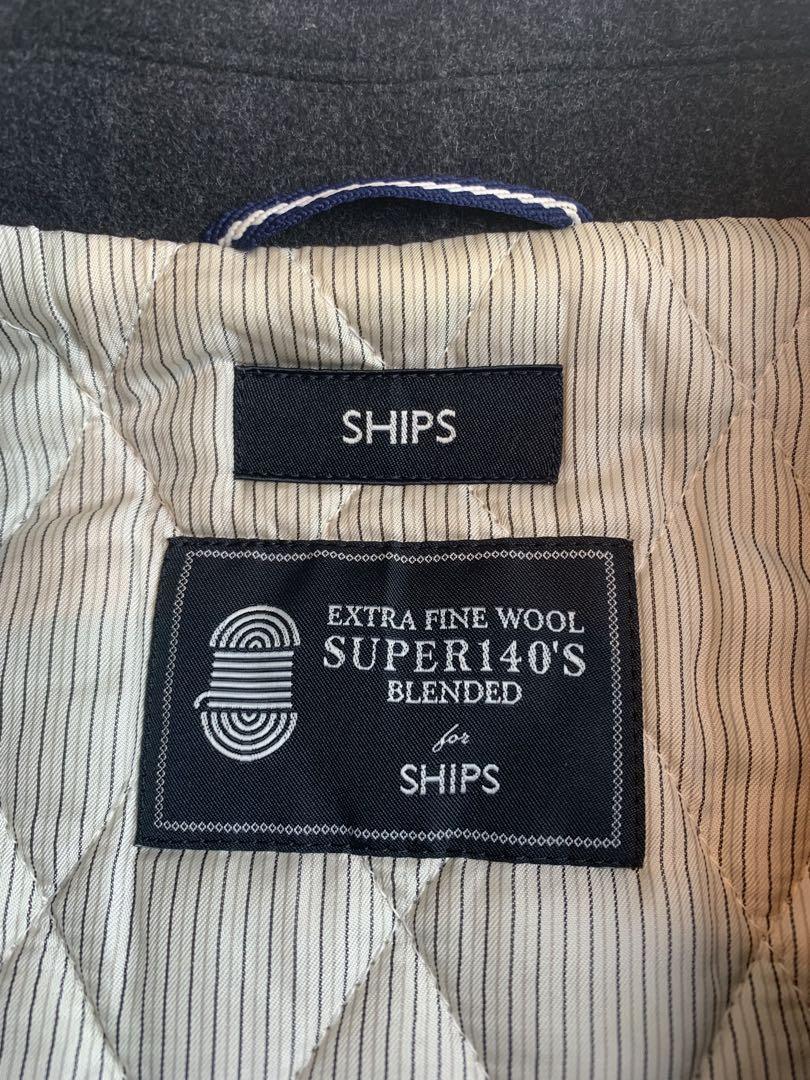 SHIPS
EXTRA FINE WOOL
SUPER140'S
BLENDED
for
SHIPS